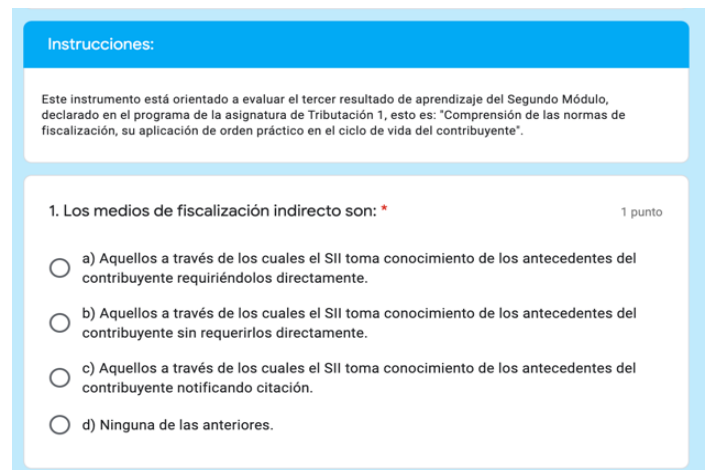 Instrucciones:
Este instrumento está orientado a evaluar el tercer resultado de aprendizaje del Segundo Módulo,
declarado en el programa de la asignatura de Tributación 1, esto es: "Comprensión de las normas de
fiscalización, su aplicación de orden práctico en el ciclo de vida del contribuyente".
1. Los medios de fiscalización indirecto son: *
1 punto
a) Aquellos a través de los cuales el SII toma conocimiento de los antecedentes del
contribuyente requiriéndolos directamente.
b) Aquellos a través de los cuales el SII toma conocimiento de los antecedentes del
contribuyente sin requerirlos directamente.
c) Aquellos a través de los cuales el SII toma conocimiento de los antecedentes del
contribuyente notificando citación.
d) Ninguna de las anteriores.